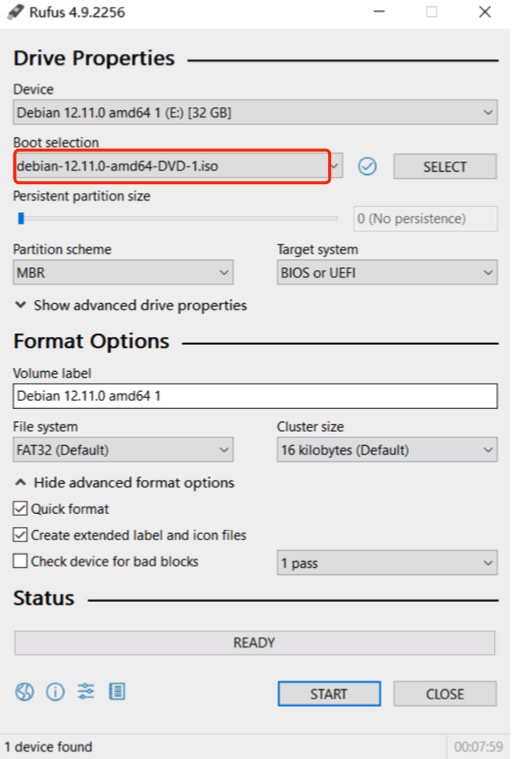 Rufus 4.9.2256
Drive Properties
Device
Debian 12.11.0 amd64 1 (E:) [32 GB]
Boot selection
debian-12.11.0-amd64-DVD-1.iso
SELECT
Persistent partition size
0 (No persistence)
Partition scheme Target system
MBR BIOS or UEFI
Show advanced drive properties
Format Options
Volume label
Debian 12.11.0 amd64 1
File system Cluster size
FAT32 (Default) 16 kilobytes (Default)
Hide advanced format options
Quick format
Create extended label and icon files
Check device for bad blocks 1 pass
Status
READY
START CLOSE
1 device found 00:07:59